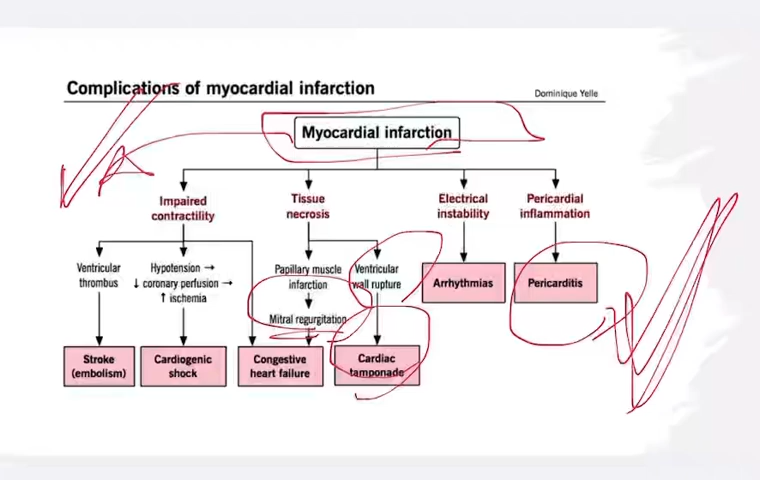 Complications of myocardial infarction
Dominique Yelle
Myocardial infarction
Impaired
contractility
Tissue
necrosis
Electrical
instability
Pericardial
inflammation
Ventricular
thrombus
Hypotension →
↓ coronary perfusion →
↑ ischemia
Papillary muscle
infarction
Mitral regurgitation
Ventricular
wall rupture
Arrhythmias
Pericarditis
Stroke
(embolism)
Cardiogenic
shock
Congestive
heart failure
Cardiac
tamponade